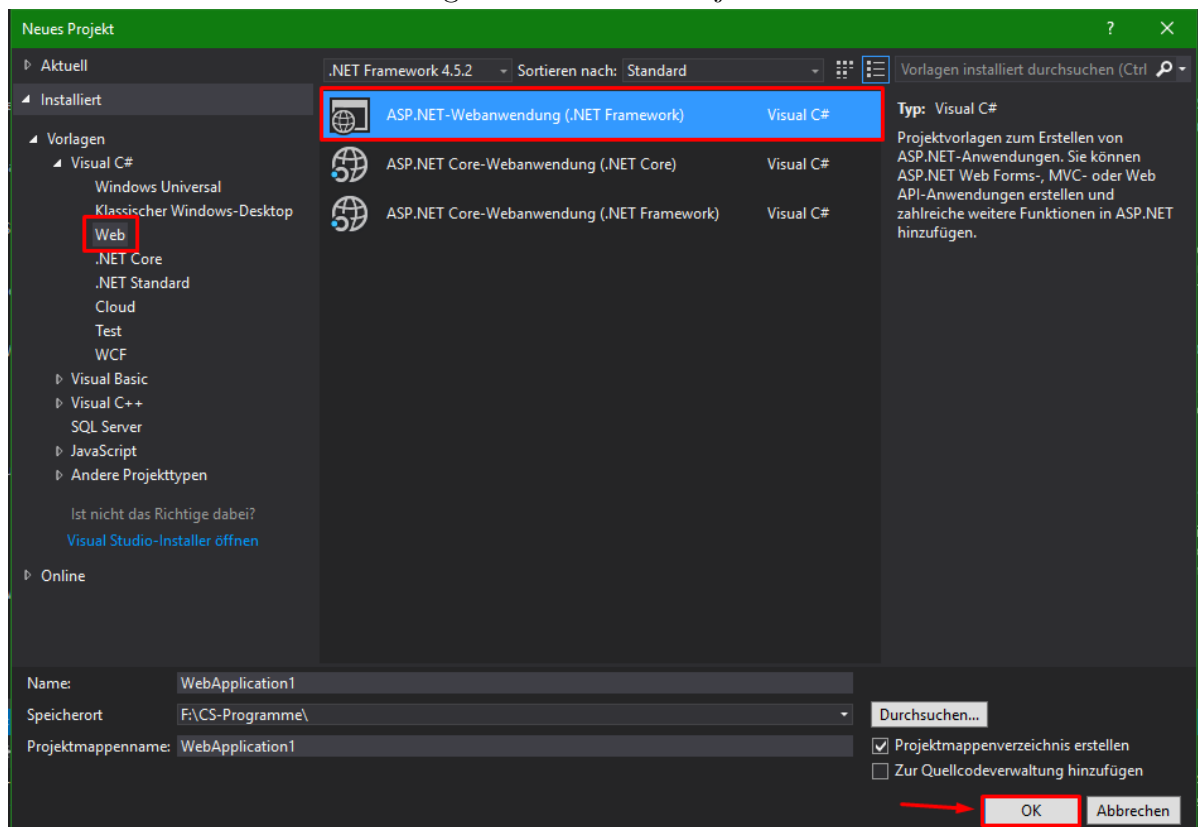 Neues Projekt
?
Aktuell
.NET Framework 4.5.2
Sortieren nach: Standard
Vorlagen installiert durchsuchen (Ctrl
Installiert
Vorlagen
Visual C#
Windows Universal
Klassischer Windows-Desktop
Web
.NET Core
.NET Standard
Cloud
Test
WCF
Visual Basic
Visual C++
SQL Server
JavaScript
Andere Projekttypen
Ist nicht das Richtige dabei?
Visual Studio-Installer öffnen
Online
ASP.NET-Webanwendung (.NET Framework) Visual C#
ASP.NET Core-Webanwendung (.NET Core) Visual C#
ASP.NET Core-Webanwendung (.NET Framework) Visual C#
Typ: Visual C#
Projektvorlagen zum Erstellen von
ASP.NET-Anwendungen. Sie können
ASP.NET Web Forms-, MVC- oder Web
API-Anwendungen erstellen und
zahlreiche weitere Funktionen in ASP.NET
hinzufügen.
Name: WebApplication1
Speicherort F:\CS-Programme\
Projektmappenname: WebApplication1
Durchsuchen...
Projektmappenverzeichnis erstellen
Zur Quellcodeverwaltung hinzufügen
OK
Abbrechen